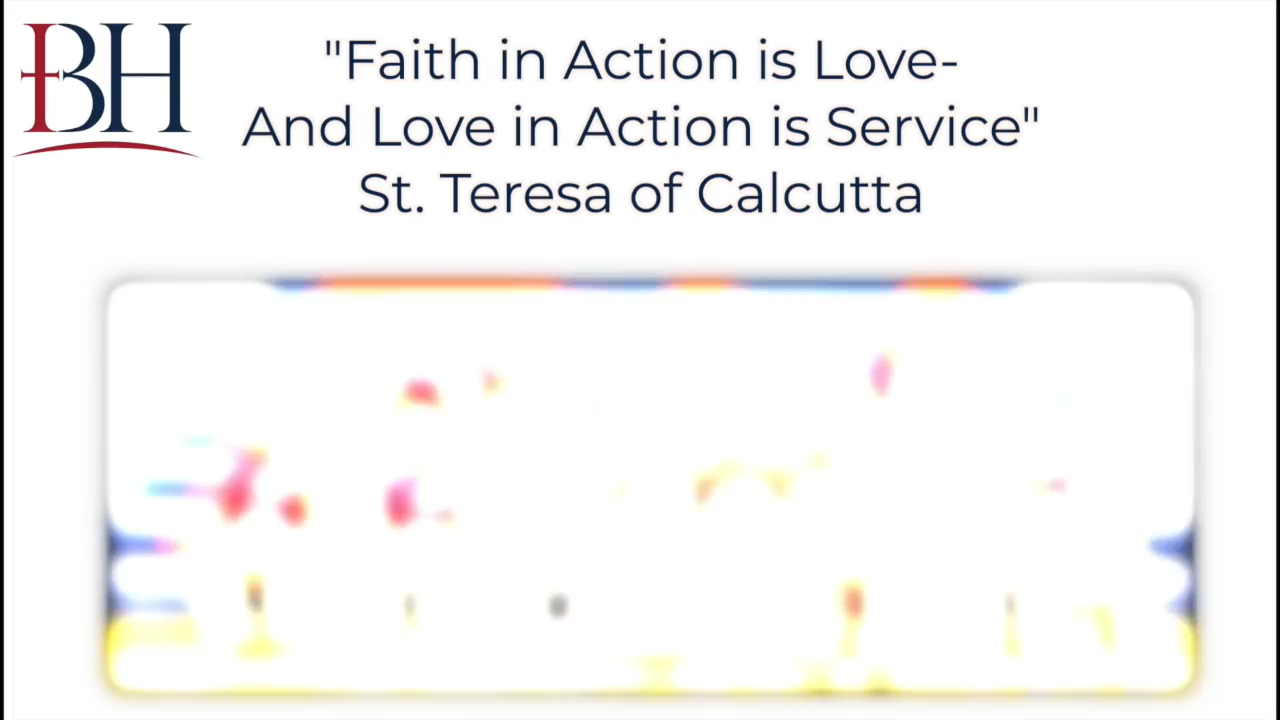 BH
"Faith in Action is Love-
And Love in Action is Service"
St. Teresa of Calcutta